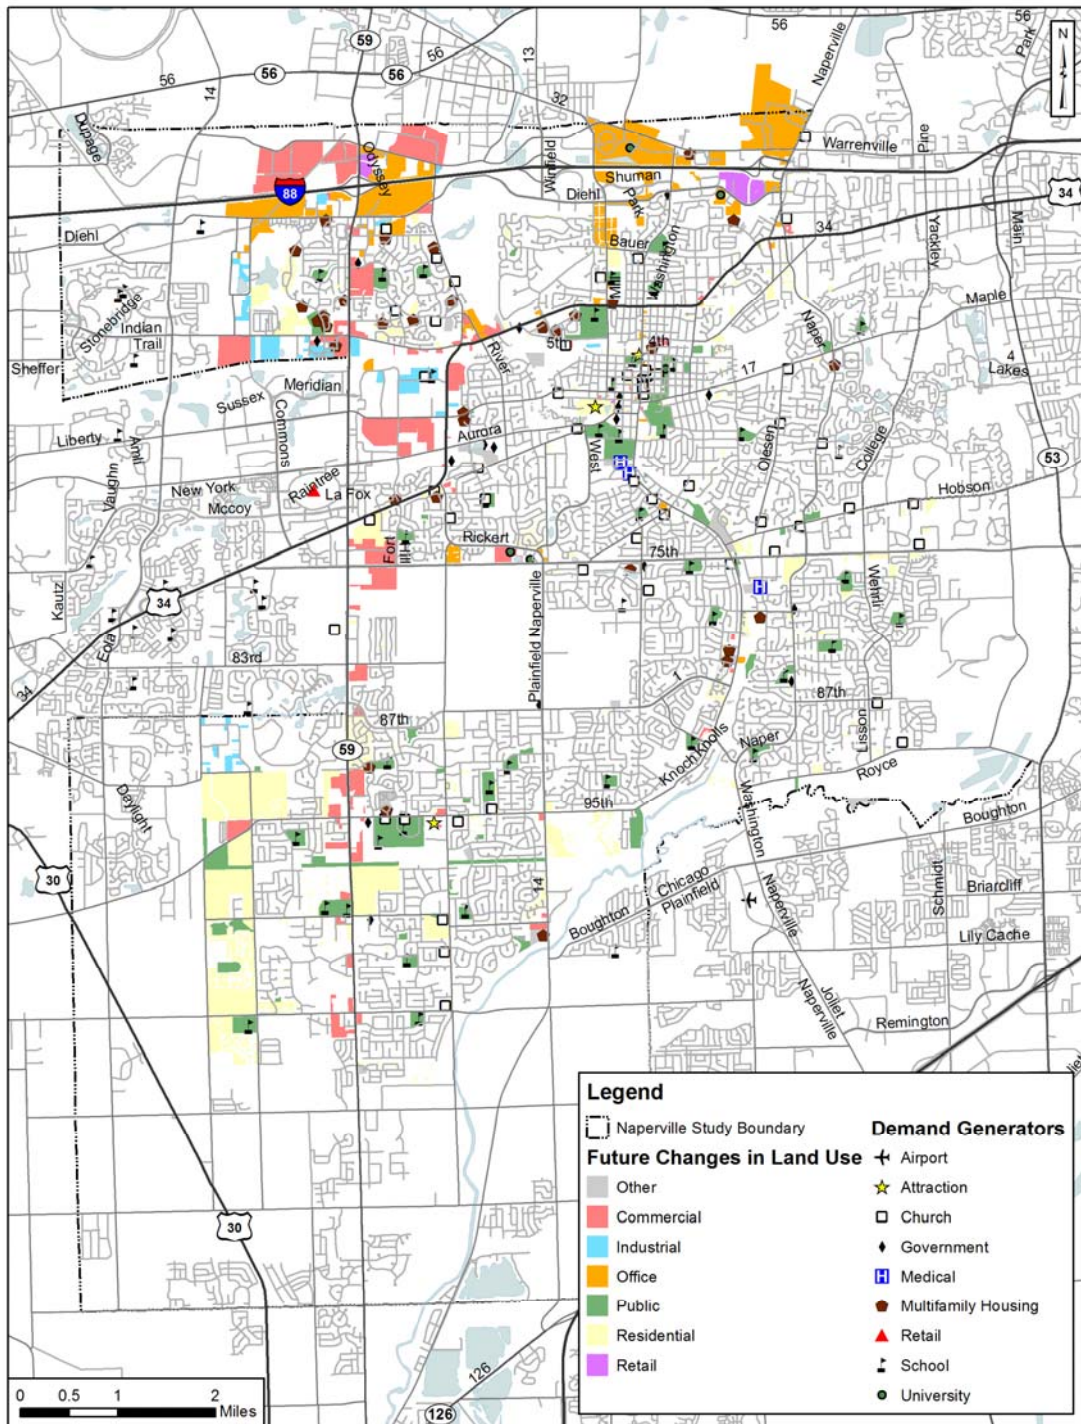 56
59
56
N
13
56
Naperville
Park
56
56
14
32
Dupage
Odyssey
Winfield
Warrenville
Pine
88
Shuman
Diehl
Park
34
34
Diehl
Bauer
Washington
Yackley
Main
Stonebridge
Mill
Maple
Indian
Trail
5th
4th
Naper
Sheffer
River
17
4
Lakes
Meridian
Sussex
Commons
Liberty
Aurora
West
Olesen
College
53
Amli
Vaughn
Raintree
New York
La Fox
Mccoy
Hobson
Rickert
Fort
Hill
75th
Kautz
34
Plainfield Naperville
Wehrli
Eola
83rd
34
1
87th
87th
59
Knoch Knolls
Naper
Lisson
Royce
Daylight
95th
Washington
Boughton
30
14
Chicago
Plainfield
Naperville
Schmidt
Briarcliff
Boughton
Lily Cache
Joliet
Naperville
Remington
30
126
126
Legend
Naperville Study Boundary
Future Changes in Land Use
Other
Commercial
Industrial
Office
Public
Residential
Retail
Demand Generators
Airport
Attraction
Church
Government
Medical
Multifamily Housing
Retail
School
University
0 0.5 1 2
Miles